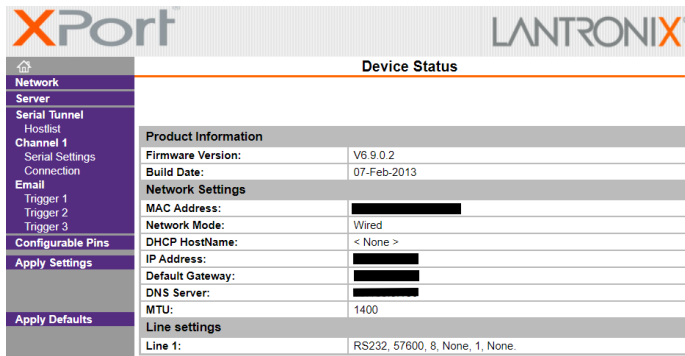 XPort
LANTRONIX
Device Status
Network
Server
Serial Tunnel
Hostlist
Channel 1
Serial Settings
Connection
Email
Trigger 1
Trigger 2
Trigger 3
Configurable Pins
Apply Settings
Apply Defaults
Product Information
Firmware Version: V6.9.0.2
Build Date: 07-Feb-2013
Network Settings
MAC Address:
Network Mode: Wired
DHCP HostName: < None >
IP Address:
Default Gateway:
DNS Server:
MTU: 1400
Line settings
Line 1: RS232, 57600, 8, None, 1, None.